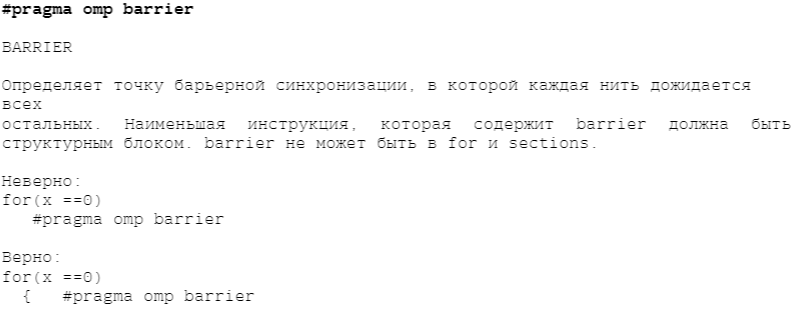 #pragma omp barrier
BARRIER
Определяет точку барьерной синхронизации, в которой каждая нить дожидается
всех
остальных. Наименьшая инструкция, которая содержит barrier должна быть
структурным блоком. barrier не может быть в for и sections.
Неверно:
for(x ==0)
#pragma omp barrier
Верно:
for(x ==0)
{ #pragma omp barrier